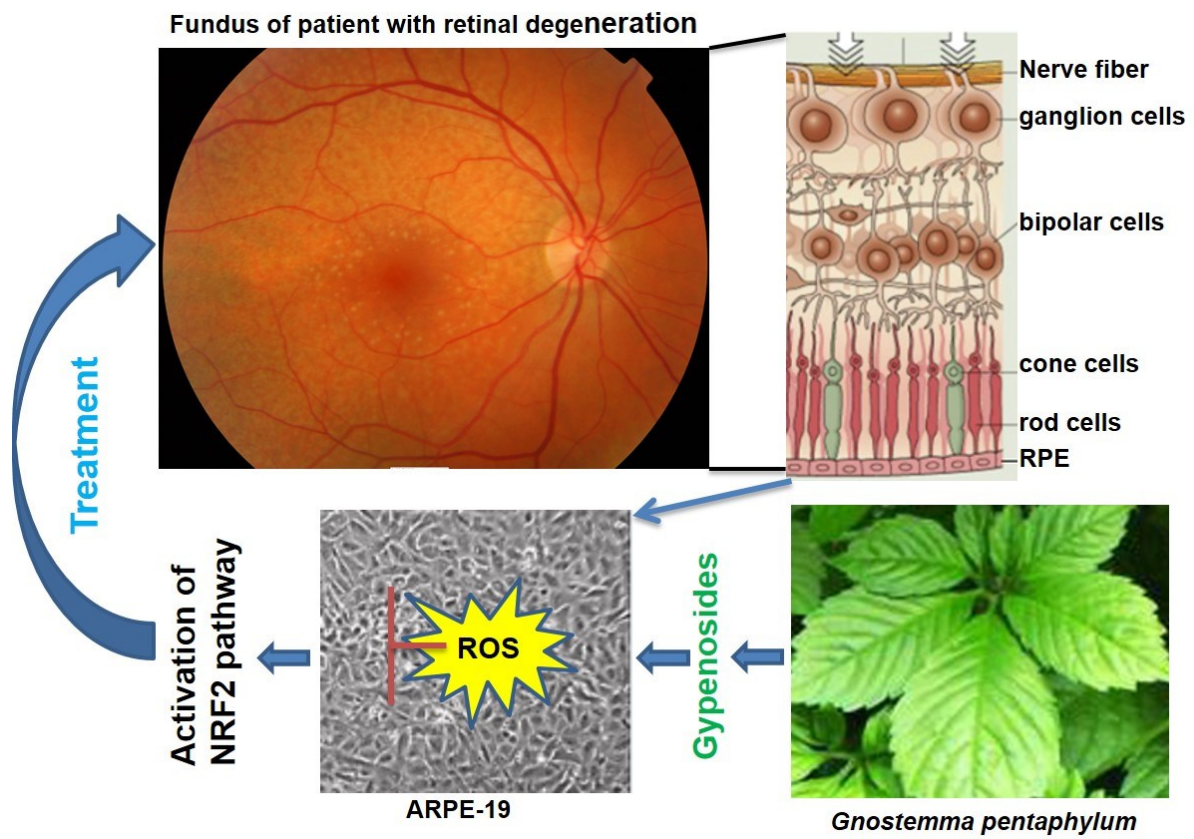 Fundus of patient with retinal degeneration
Nerve fiber
ganglion cells
bipolar cells
cone cells
rod cells
RPE
Treatment
Activation of
NRF2 pathway
ROS
ARPE-19
Gypenosides
Gnostemma pentaphylum